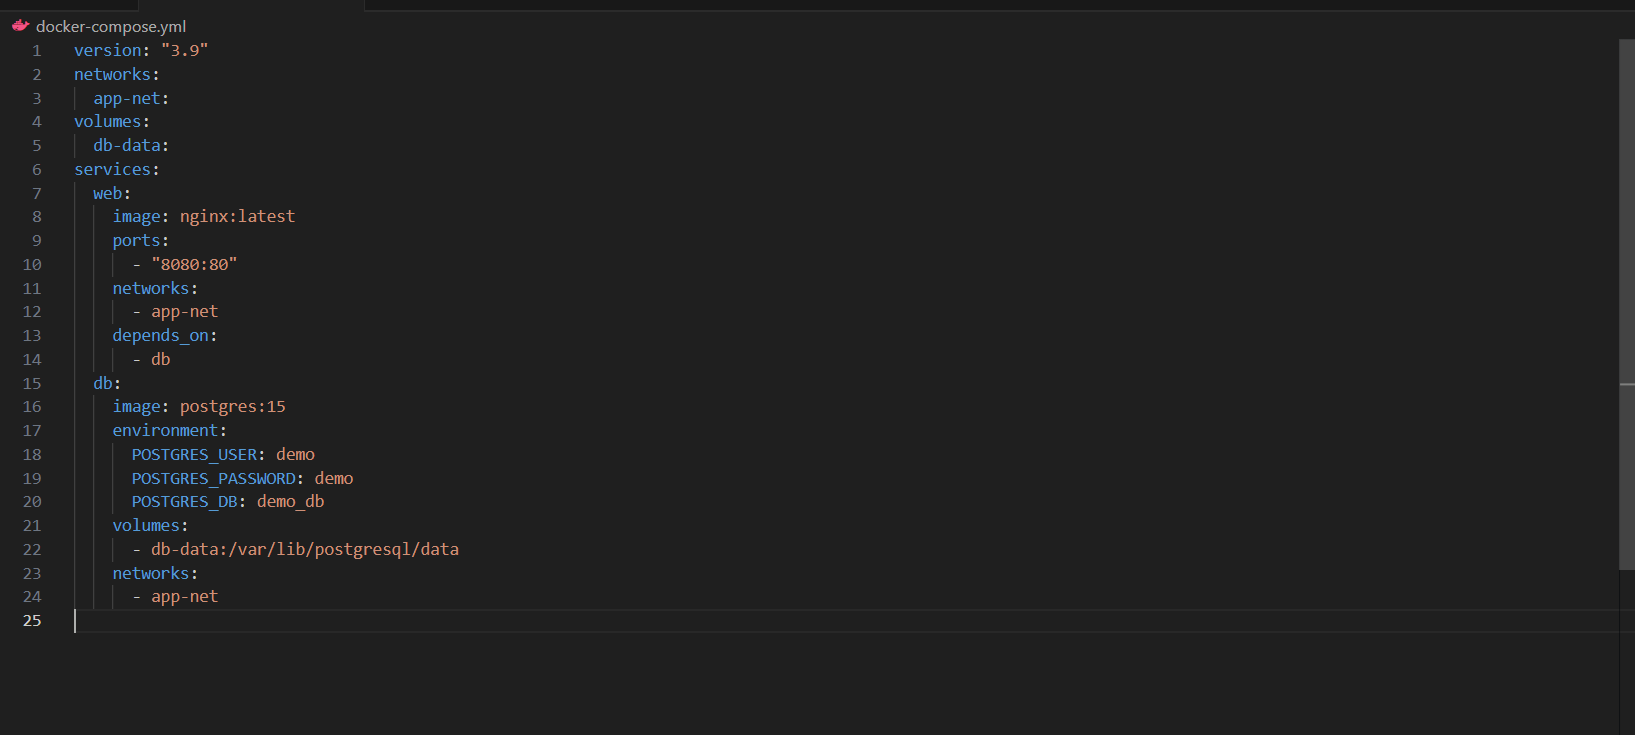 docker-compose.yml
1 version: "3.9"
2 networks:
3   app-net:
4 volumes:
5   db-data:
6 services:
7   web:
8     image: nginx:latest
9     ports:
10       - "8080:80"
11     networks:
12       - app-net
13     depends_on:
14       - db
15   db:
16     image: postgres:15
17     environment:
18       POSTGRES_USER: demo
19       POSTGRES_PASSWORD: demo
20       POSTGRES_DB: demo_db
21     volumes:
22       - db-data:/var/lib/postgresql/data
23     networks:
24       - app-net
25